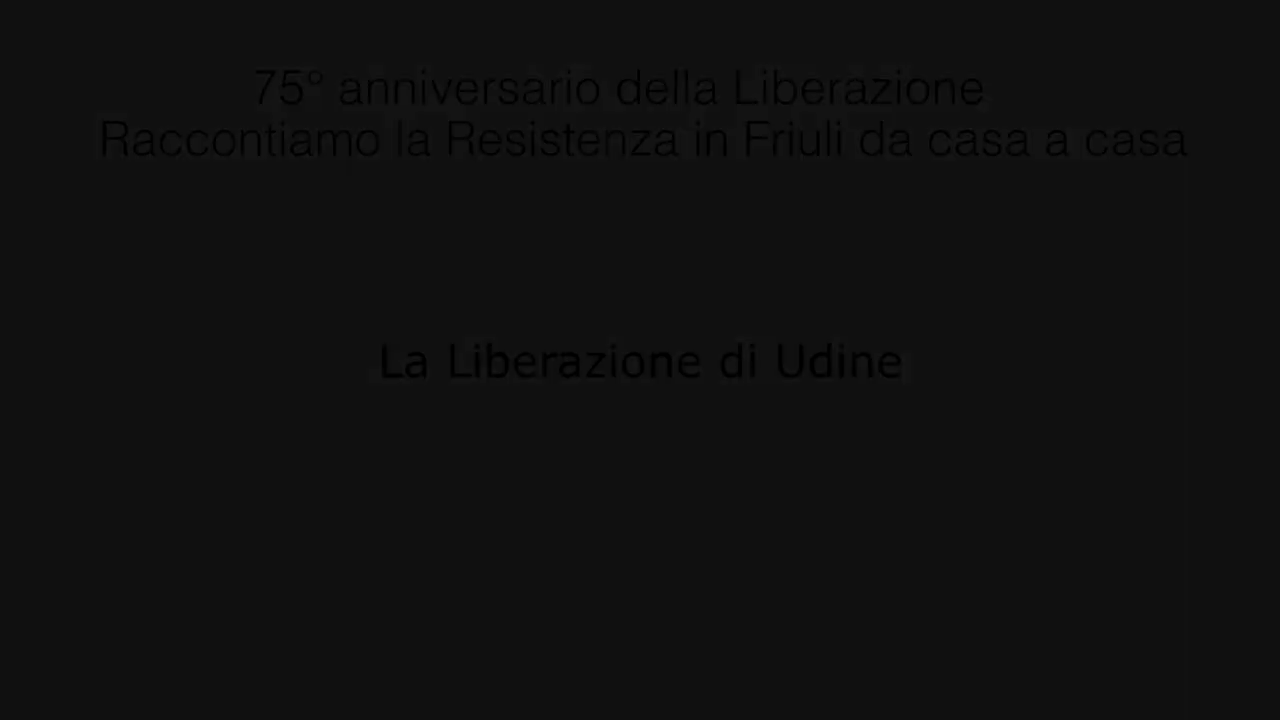 75° anniversario della Liberazione
Raccontiamo la Resistenza in Friuli da casa a casa
La Liberazione di Udine